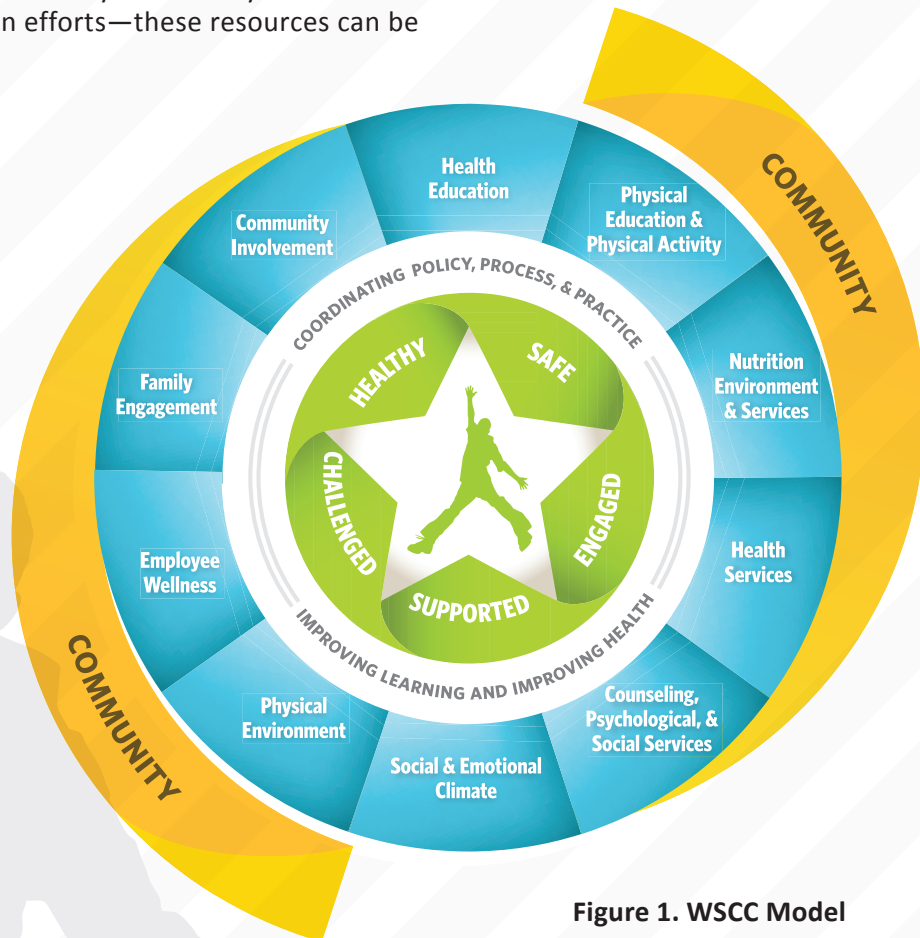 n efforts—these resources can be
COMMUNITY
Health
Education
Physical
Education &
Physical Activity
Nutrition
Environment
& Services
Health
Services
Counseling,
Psychological, &
Social Services
Social & Emotional
Climate
Physical
Environment
Employee
Wellness
Family
Engagement
Community
Involvement
COORDINATING POLICY, PROCESS, & PRACTICE
IMPROVING LEARNING AND IMPROVING HEALTH
HEALTHY
SAFE
ENGAGED
SUPPORTED
CHALLENGED
COMMUNITY
Figure 1. WSCC Model